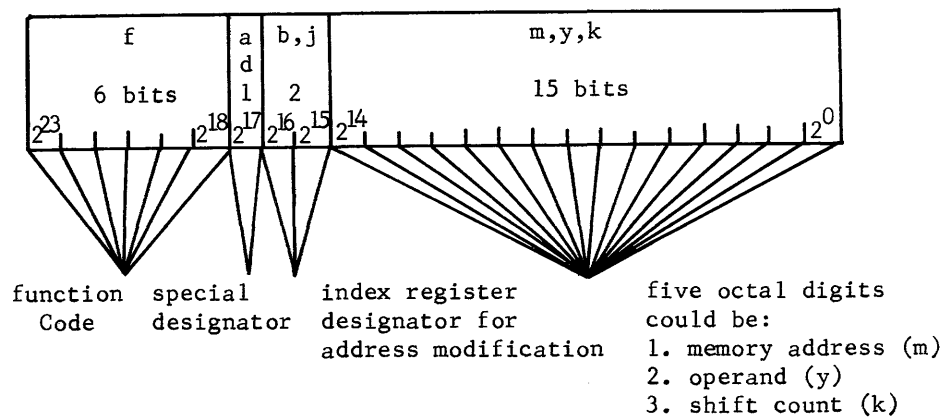 f a b,j m,y,k
d
6 bits 1 2 15 bits
2^23 2^18 2^17 2^16 2^15 2^14 2^0
function special index register five octal digits
Code designator designator for could be:
address modification 1. memory address (m)
2. operand (y)
3. shift count (k)